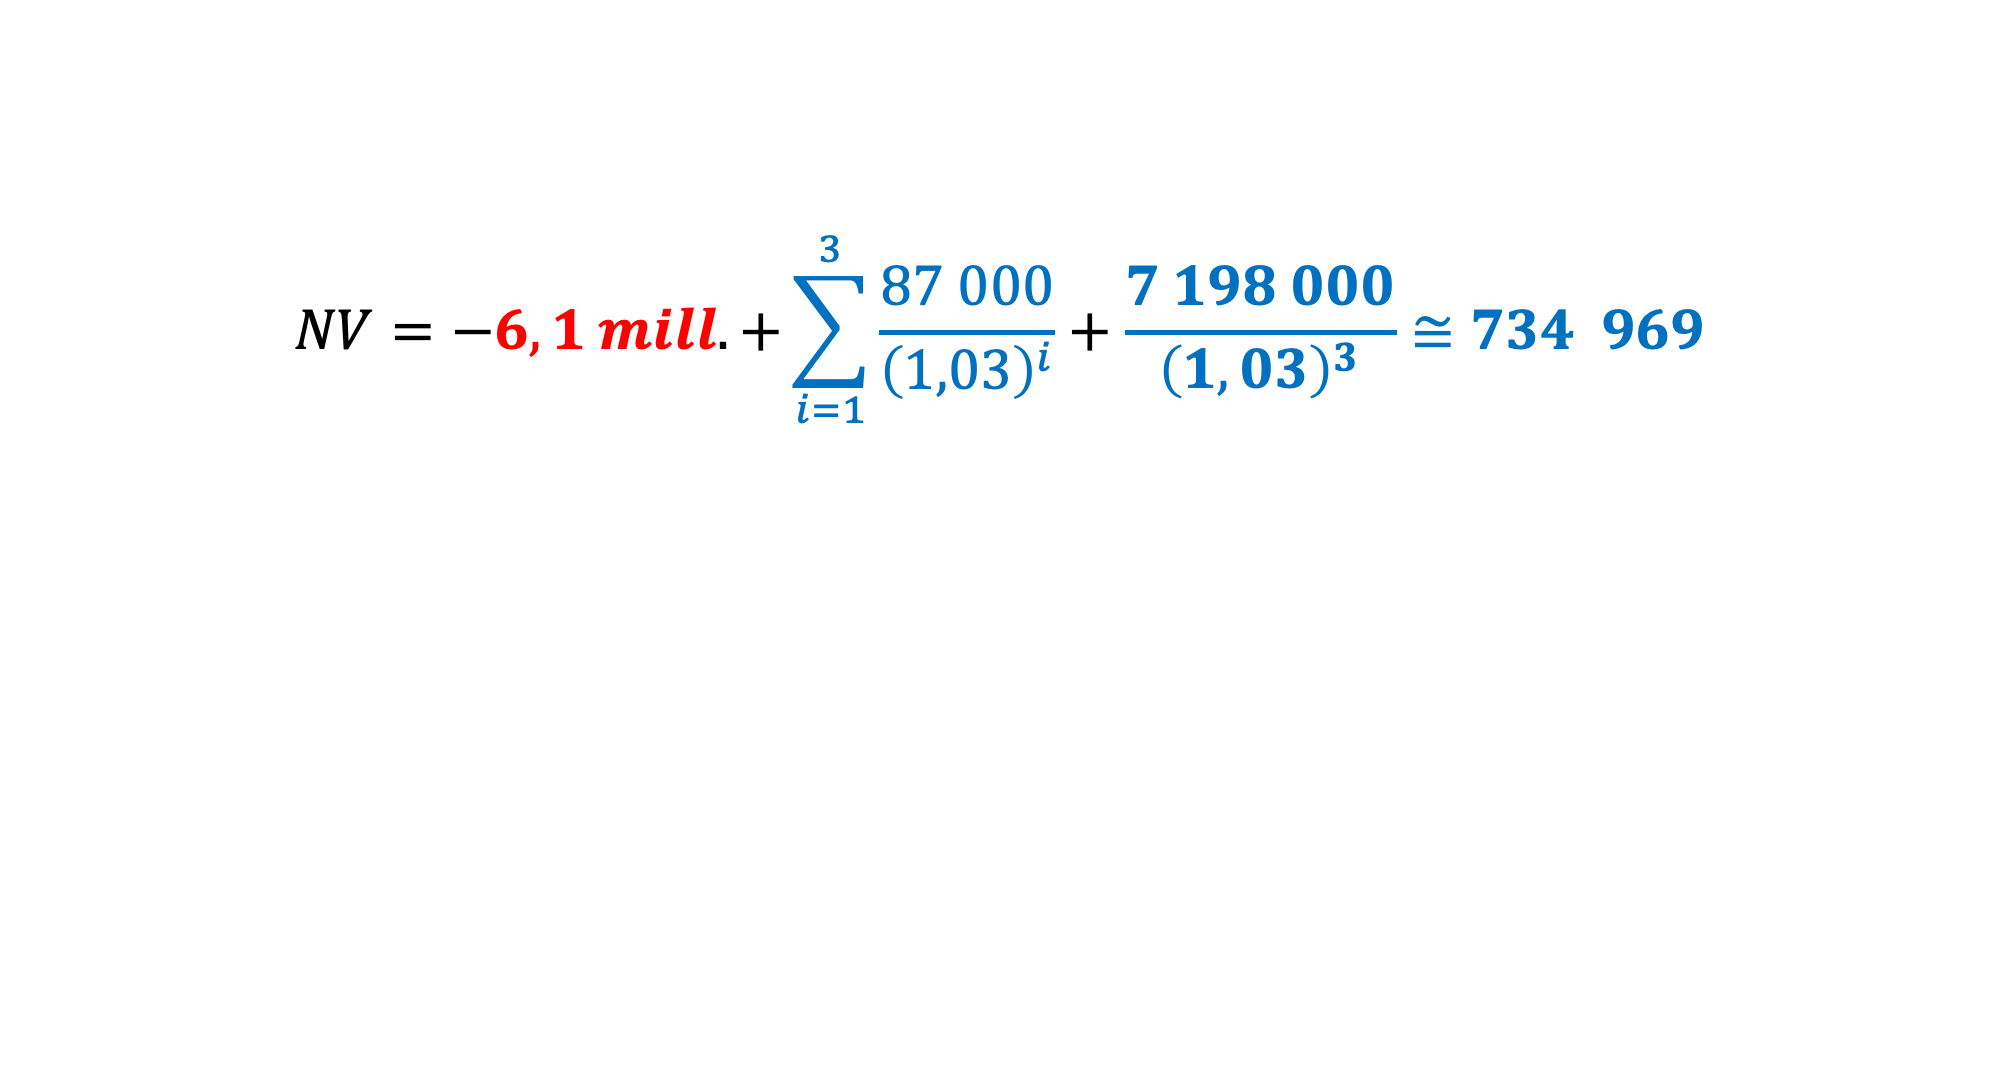 NV = −6,1 mill. + ∑_{i=1}^{3} 87 000/(1,03)^i + 7 198 000/(1,03)^3 ≅ 734 969